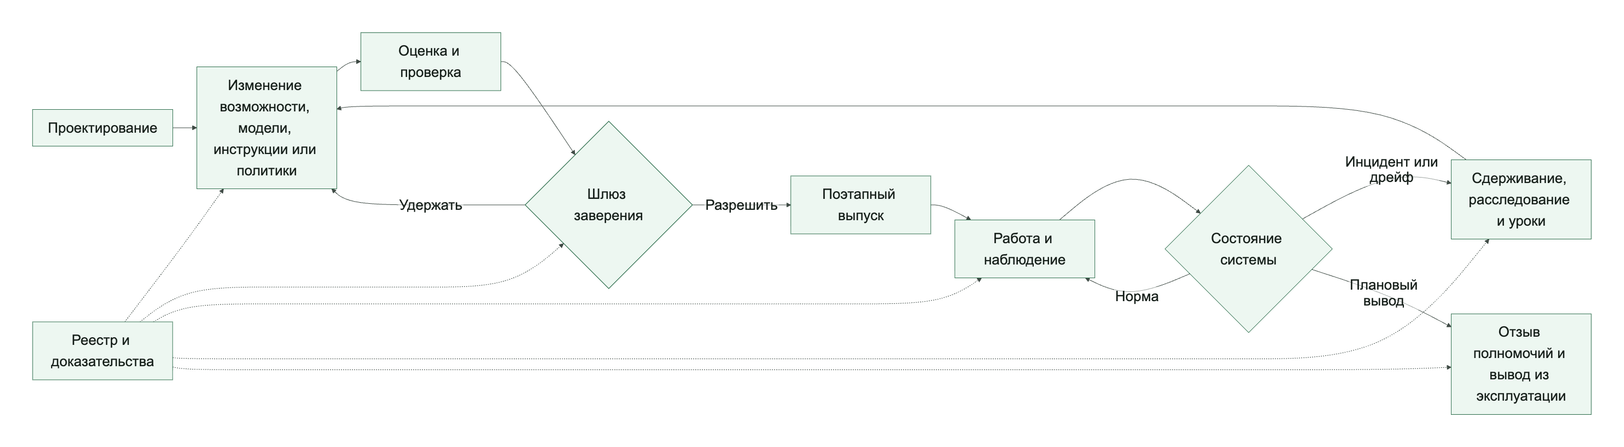 Оценка и
проверка
Изменение
возможности,
модели,
инструкции или
политики
Проектирование
Шлюз
заверения
Удержать
Разрешить
Поэтапный
выпуск
Работа и
наблюдение
Состояние
системы
Норма
Инцидент или
дрейф
Сдерживание,
расследование
и уроки
Плановый
вывод
Реестр и
доказательства
Отзыв
полномочий и
вывод из
эксплуатации